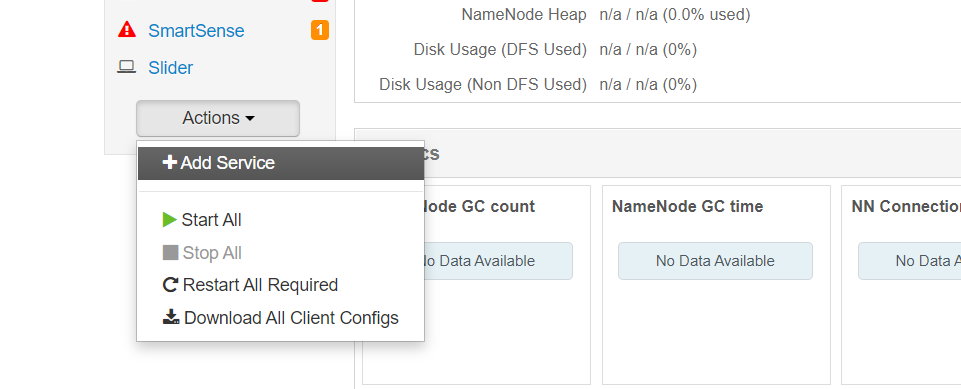 SmartSense 1
Slider
Actions
Add Service
Start All
Stop All
Restart All Required
Download All Client Configs
NameNode Heap n/a / n/a (0.0% used)
Disk Usage (DFS Used) n/a / n/a (0%)
Disk Usage (Non DFS Used) n/a / n/a (0%)
cs
Node GC count
No Data Available
NameNode GC time
No Data Available
NN Connectio
No Data A